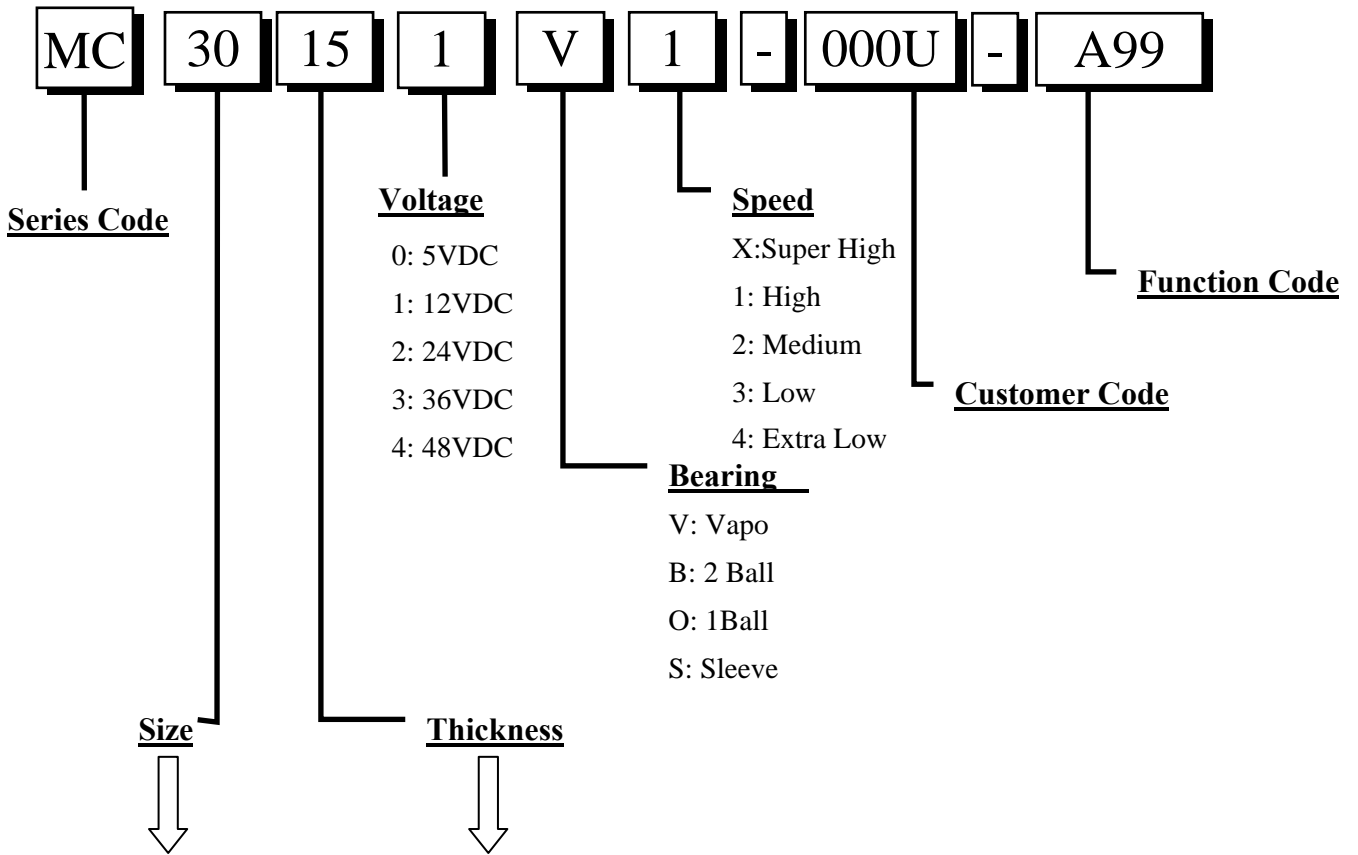 MC 30 15 1 V 1 - 000U - A99
Series Code
Voltage
0: 5VDC
1: 12VDC
2: 24VDC
3: 36VDC
4: 48VDC
Speed
X:Super High
1: High
2: Medium
3: Low
4: Extra Low
Function Code
Customer Code
Bearing
V: Vapo
B: 2 Ball
O: 1Ball
S: Sleeve
Size
Thickness